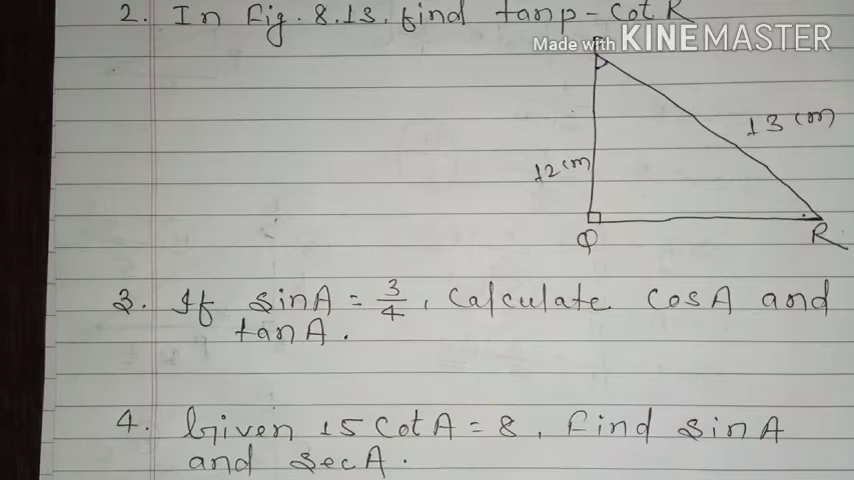 2. In Fig. 8.13, find tan p - cot R
Made with KINEMASTER
13 cm
12 cm
Q
R
3. If sin A = 3/4, Calculate cos A and
tan A.
4. Given 15 cot A = 8, Find sin A
and sec A.